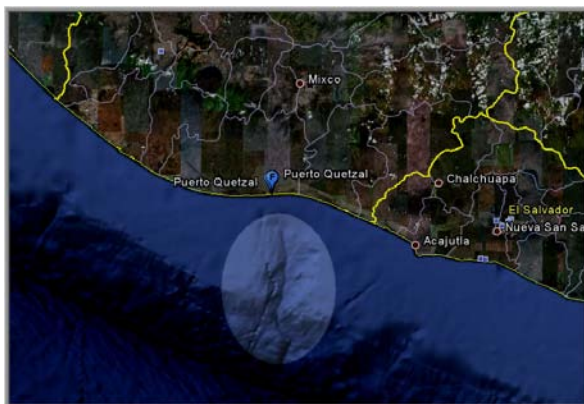 Mixco
Puerto Quetzal
Puerto Quetzal
Chalchuapa
El Salvador
Nueva San Sa
Acajutla